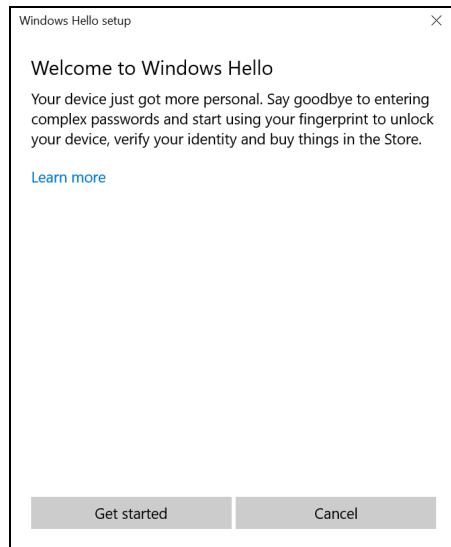 Windows Hello setup
Welcome to Windows Hello
Your device just got more personal. Say goodbye to entering
complex passwords and start using your fingerprint to unlock
your device, verify your identity and buy things in the Store.
Learn more
Get started
Cancel